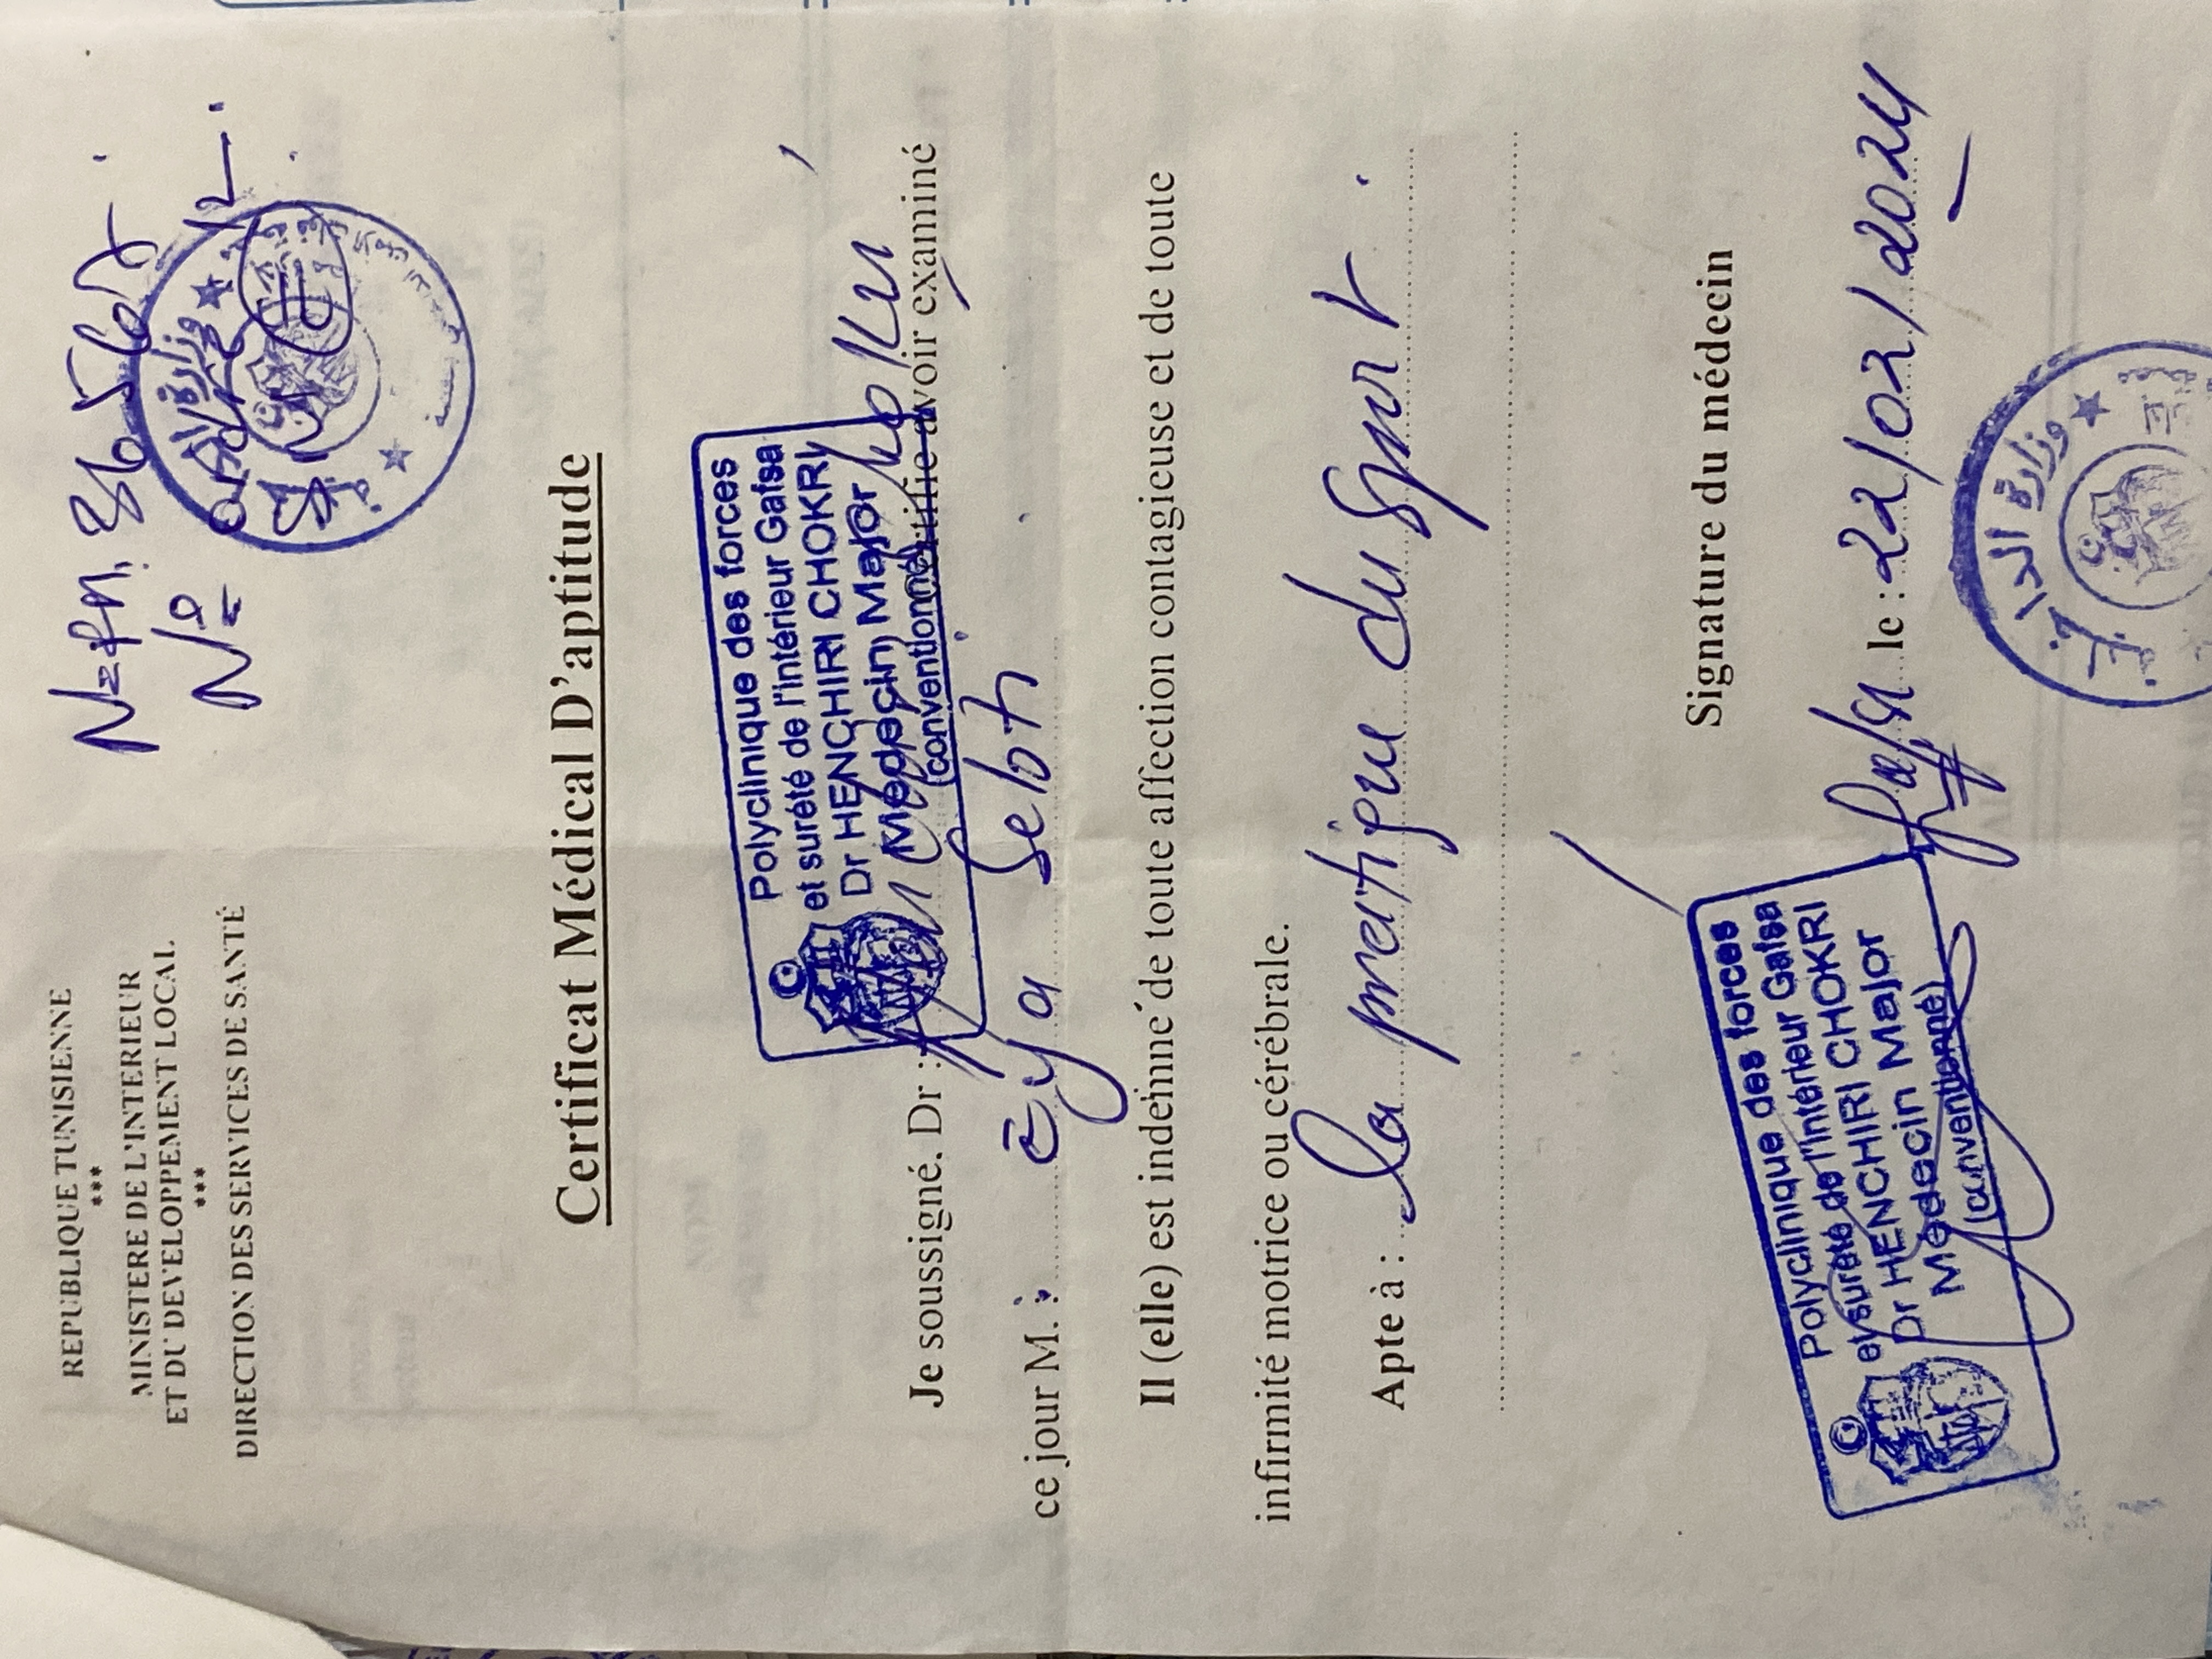 REPUBLIQUE TUNISIENNE
***
MINISTERE DE L'INTERIEUR
ET DU DEVELOPPEMENT LOCAL
***
DIRECTION DES SERVICES DE SANTÉ
N=
N°=
وزارة الداخلية
Certificat Médical D'aptitude
Polyclinique des forces
et surété de l'intérieur Gafsa
Dr HENCHIRI CHOKRI
Médecin Major
(conventionné)
Je soussigné. Dr : certifie avoir examiné
ce jour M. : eya Sebti
Il (elle) est indemne de toute affection contagieuse et de toute
infirmité motrice ou cérébrale.
Apte à : la pratique du Sport.
Signature du médecin
Gafsa le : 22/02/2024
Polyclinique des forces
et surété de l'intérieur Gafsa
Dr HENCHIRI CHOKRI
Médecin Major
(conventionné)
وزارة الداخلية